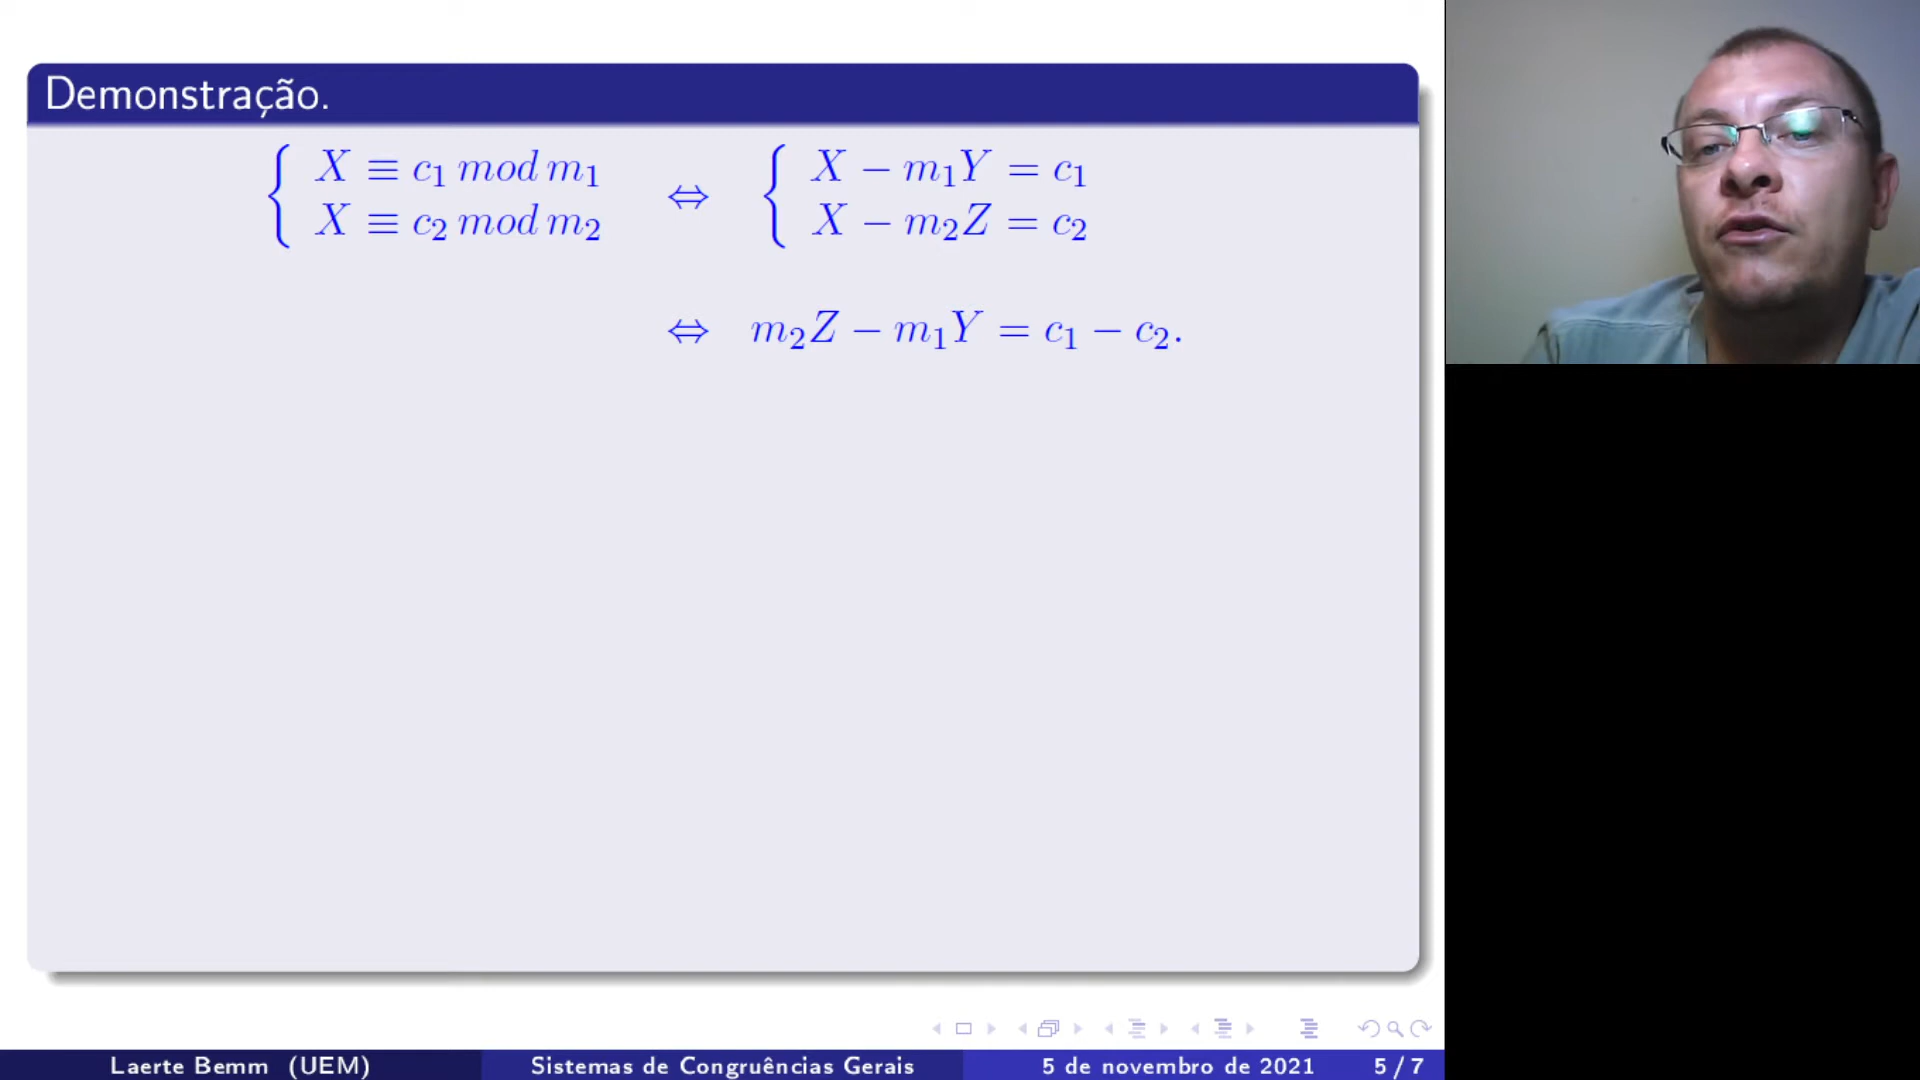 Demonstração.
{ X ≡ c₁ mod m₁ ⇔ { X − m₁Y = c₁
X ≡ c₂ mod m₂ X − m₂Z = c₂
⇔ m₂Z − m₁Y = c₁ − c₂.
Laerte Bemm (UEM) Sistemas de Congruências Gerais 5 de novembro de 2021 5 / 7